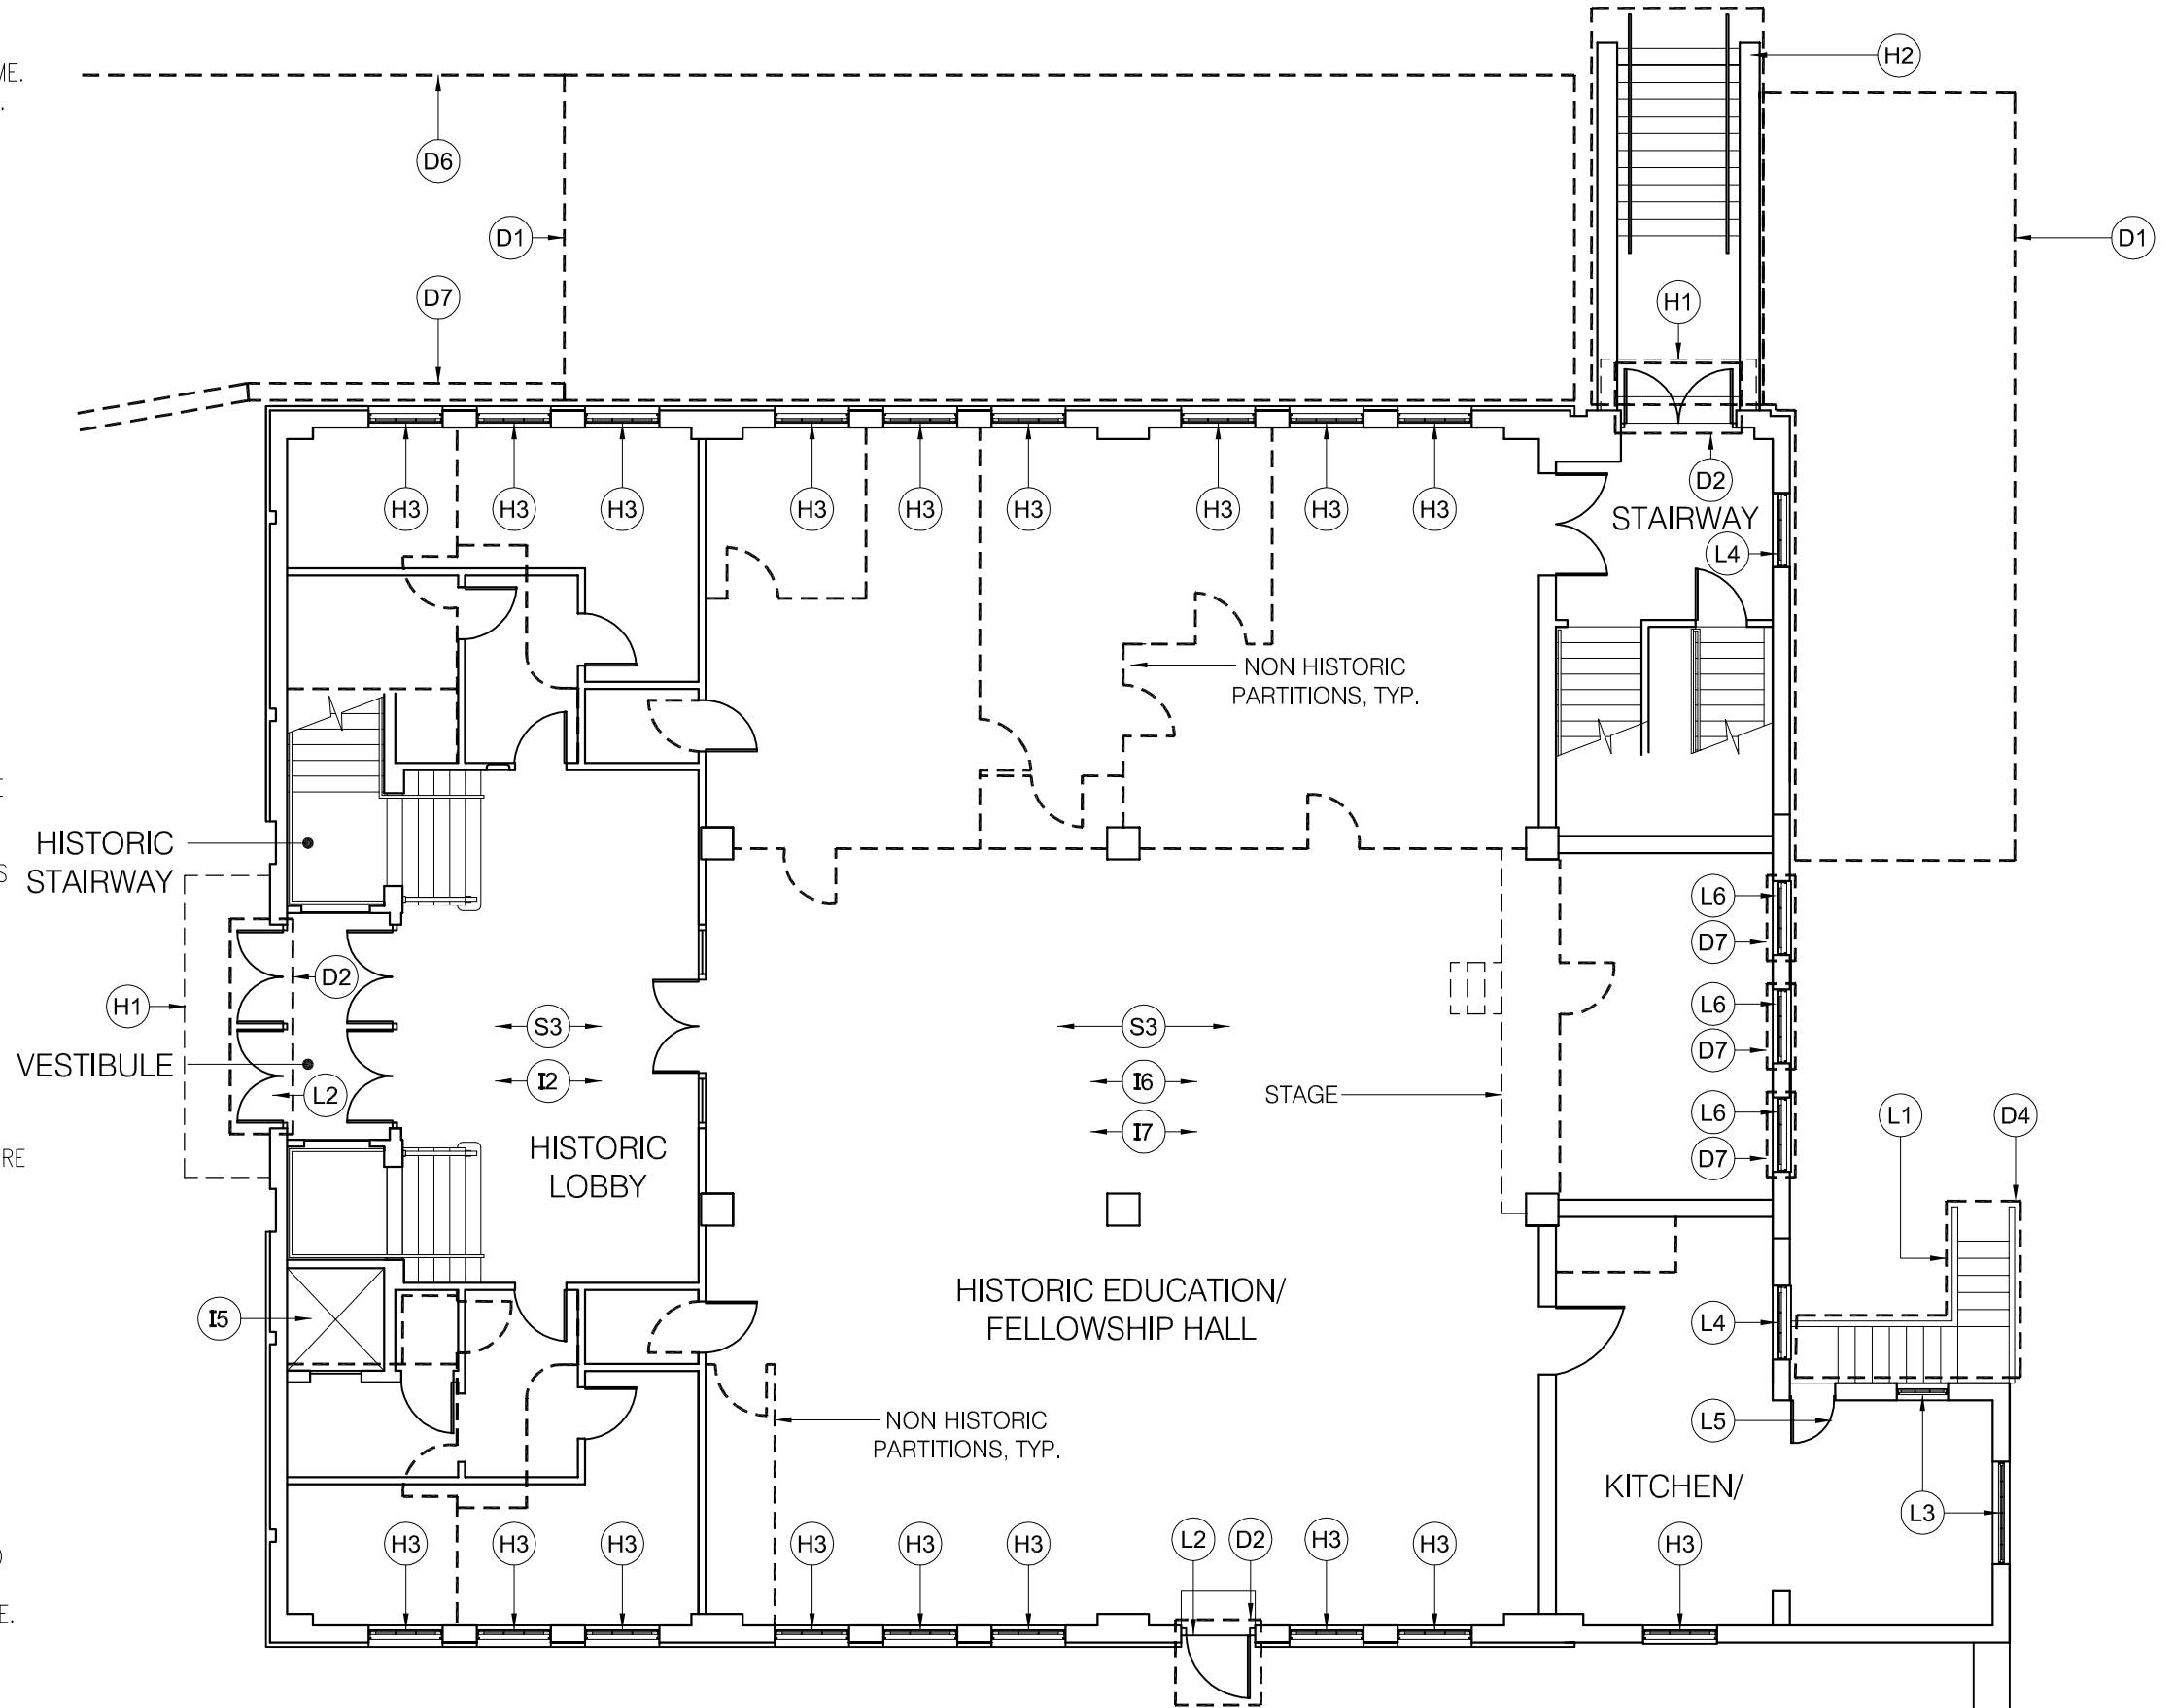 ME.
H2
D6
D1
D1
D7
H1
D2
H3
H3
H3
H3
H3
H3
H3
H3
H3
STAIRWAY
L4
NON HISTORIC
PARTITIONS, TYP.
HISTORIC
STAIRWAY
S
L6
D7
D2
H1
S3
S3
L6
D7
VESTIBULE
I2
I6
L2
STAGE
I7
L6
L1
D4
D7
RE
HISTORIC
LOBBY
I5
HISTORIC EDUCATION/
FELLOWSHIP HALL
L4
NON HISTORIC
PARTITIONS, TYP.
L5
KITCHEN/
L3
H3
H3
H3
H3
H3
H3
L2
D2
H3
H3
H3
E.